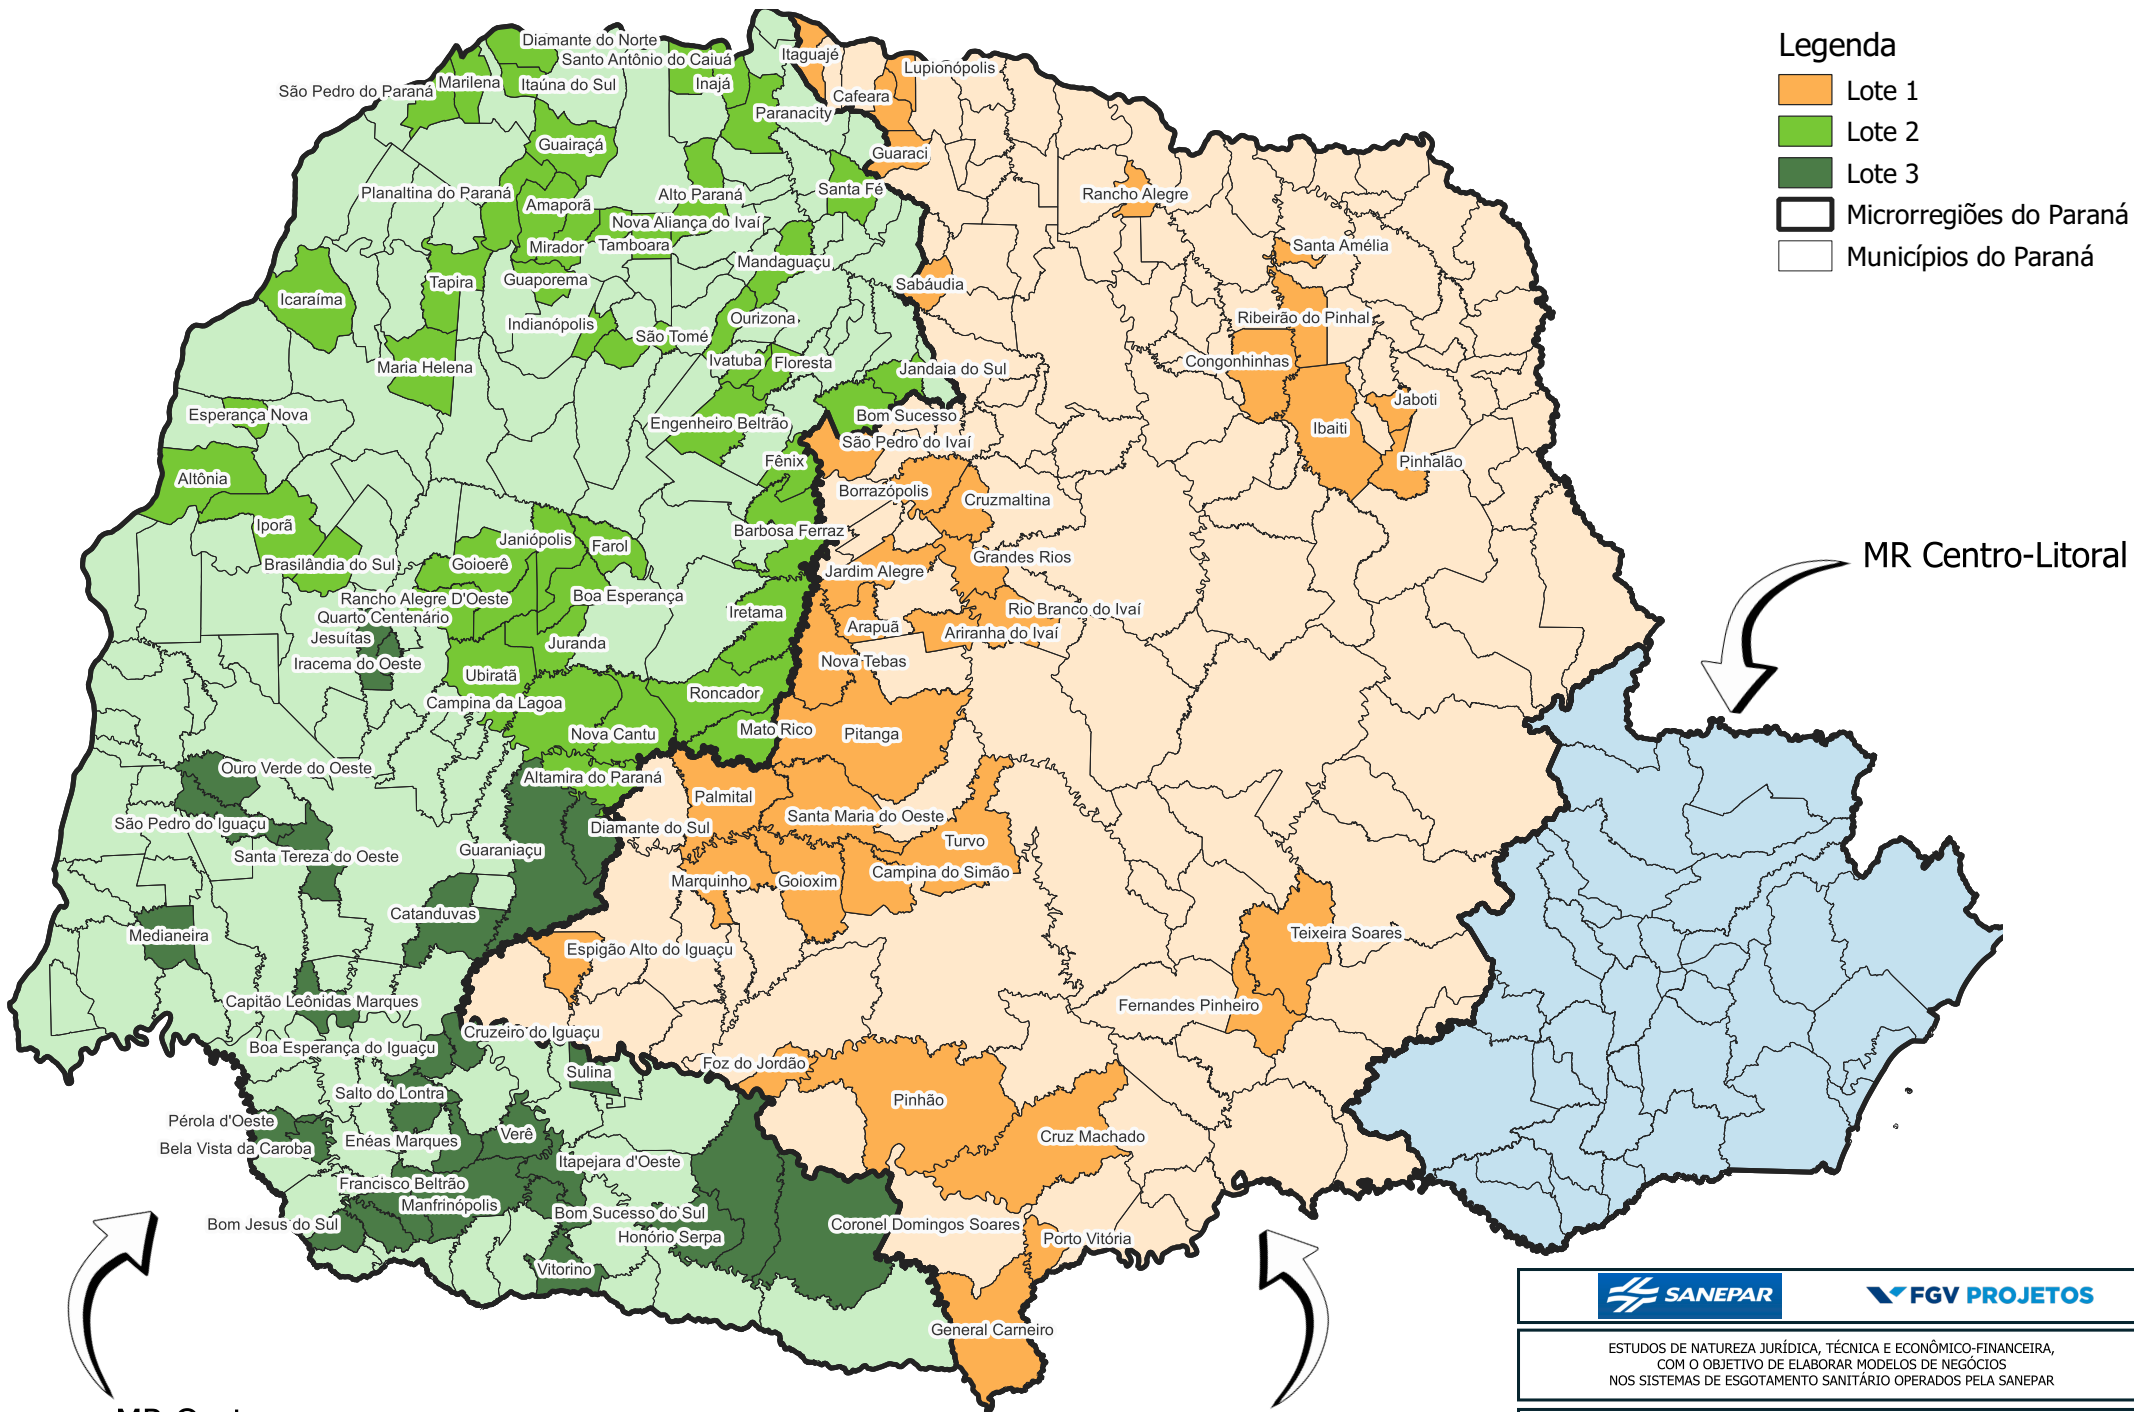 Legenda
Lote 1
Lote 2
Lote 3
Microrregiões do Paraná
Municípios do Paraná
Diamante do Norte
Santo Antônio do Caiuá
Itaguajé
Lupionópolis
São Pedro do Paraná
Marilena
Itaúna do Sul
Inajá
Cafeara
Paranacity
Guairaçá
Guaraci
Planaltina do Paraná
Amaporã
Alto Paraná
Santa Fé
Rancho Alegre
Nova Aliança do Ivaí
Mirador
Tamboara
Santa Amélia
Mandaguaçu
Tapira
Guaporema
Sabáudia
Icaraíma
Indianópolis
Ourizona
Ribeirão do Pinhal
São Tomé
Maria Helena
Ivatuba
Floresta
Jandaia do Sul
Congonhinhas
Jaboti
Esperança Nova
Engenheiro Beltrão
Bom Sucesso
São Pedro do Ivaí
Ibaiti
Fênix
Pinhalão
Altônia
Borrazópolis
Cruzmaltina
Iporã
Janiópolis
Farol
Barbosa Ferraz
Brasilândia do Sul
Goioerê
Jardim Alegre
Grandes Rios
MR Centro-Litoral
Rancho Alegre D'Oeste
Boa Esperança
Quarto Centenário
Iretama
Rio Branco do Ivaí
Jesuítas
Arapuã
Ariranha do Ivaí
Juranda
Iracema do Oeste
Nova Tebas
Ubiratã
Roncador
Campina da Lagoa
Nova Cantu
Mato Rico
Pitanga
Ouro Verde do Oeste
Altamira do Paraná
Palmital
São Pedro do Iguaçu
Diamante do Sul
Santa Maria do Oeste
Turvo
Santa Tereza do Oeste
Guaraniaçu
Campina do Simão
Marquinho
Goioxim
Catanduvas
Medianeira
Espigão Alto do Iguaçu
Teixeira Soares
Capitão Leônidas Marques
Fernandes Pinheiro
Cruzeiro do Iguaçu
Boa Esperança do Iguaçu
Sulina
Foz do Jordão
Salto do Lontra
Pinhão
Pérola d'Oeste
Bela Vista da Caroba
Enéas Marques
Verê
Cruz Machado
Itapejara d'Oeste
Francisco Beltrão
Manfrinópolis
Bom Sucesso do Sul
Bom Jesus do Sul
Coronel Domingos Soares
Honório Serpa
Porto Vitória
Vitorino
General Carneiro
SANEPAR
FGV PROJETOS
ESTUDOS DE NATUREZA JURÍDICA, TÉCNICA E ECONÔMICO-FINANCEIRA,
COM O OBJETIVO DE ELABORAR MODELOS DE NEGÓCIOS
NOS SISTEMAS DE ESGOTAMENTO SANITÁRIO OPERADOS PELA SANEPAR